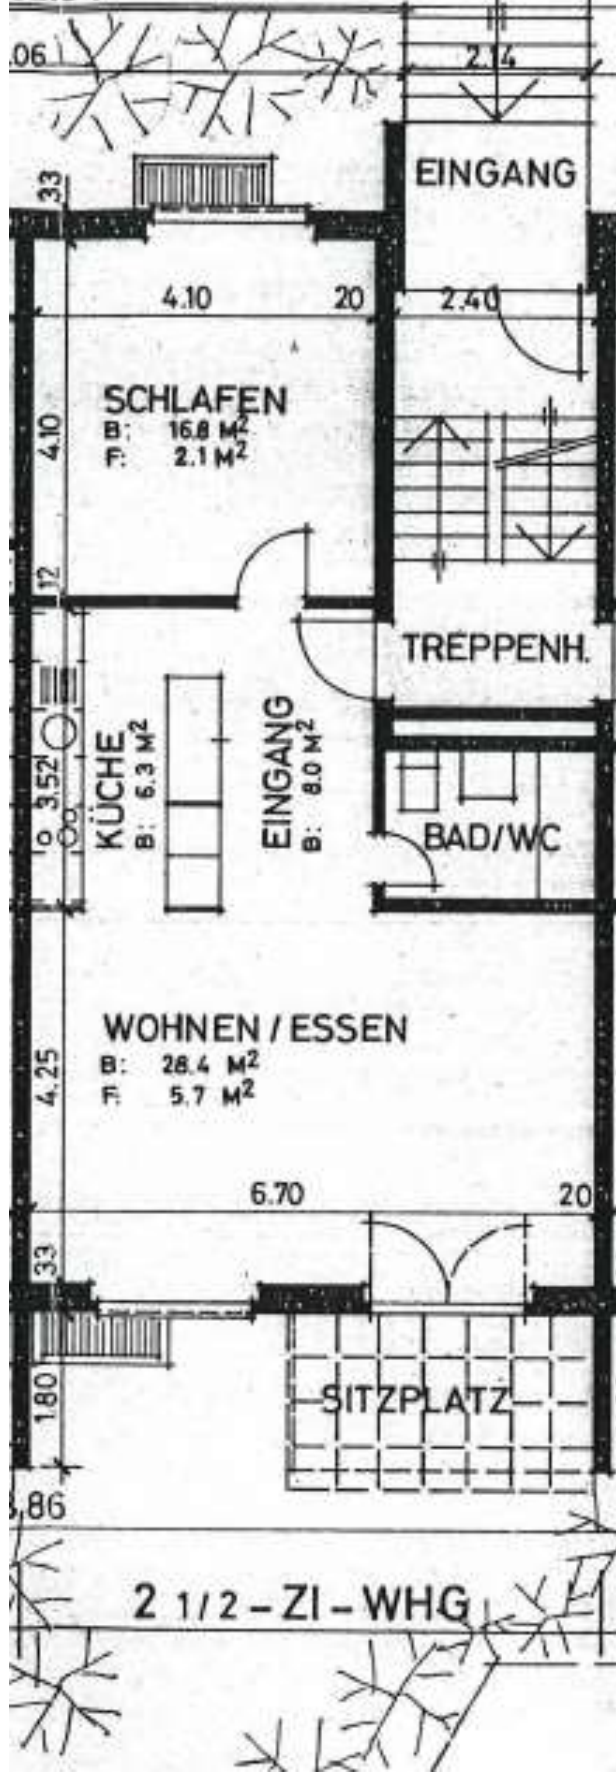 .06
2.14
EINGANG
33
4.10
20
2.40
SCHLAFEN
B: 16.8 M²
F: 2.1 M²
4.10
12
TREPPENH.
KÜCHE
B: 6.3 M²
EINGANG
B: 8.0 M²
3.52
BAD/WC
WOHNEN / ESSEN
B: 28.4 M²
F: 5.7 M²
4.25
6.70
20
33
SITZPLATZ
1.80
.86
2 1/2 - ZI - WHG